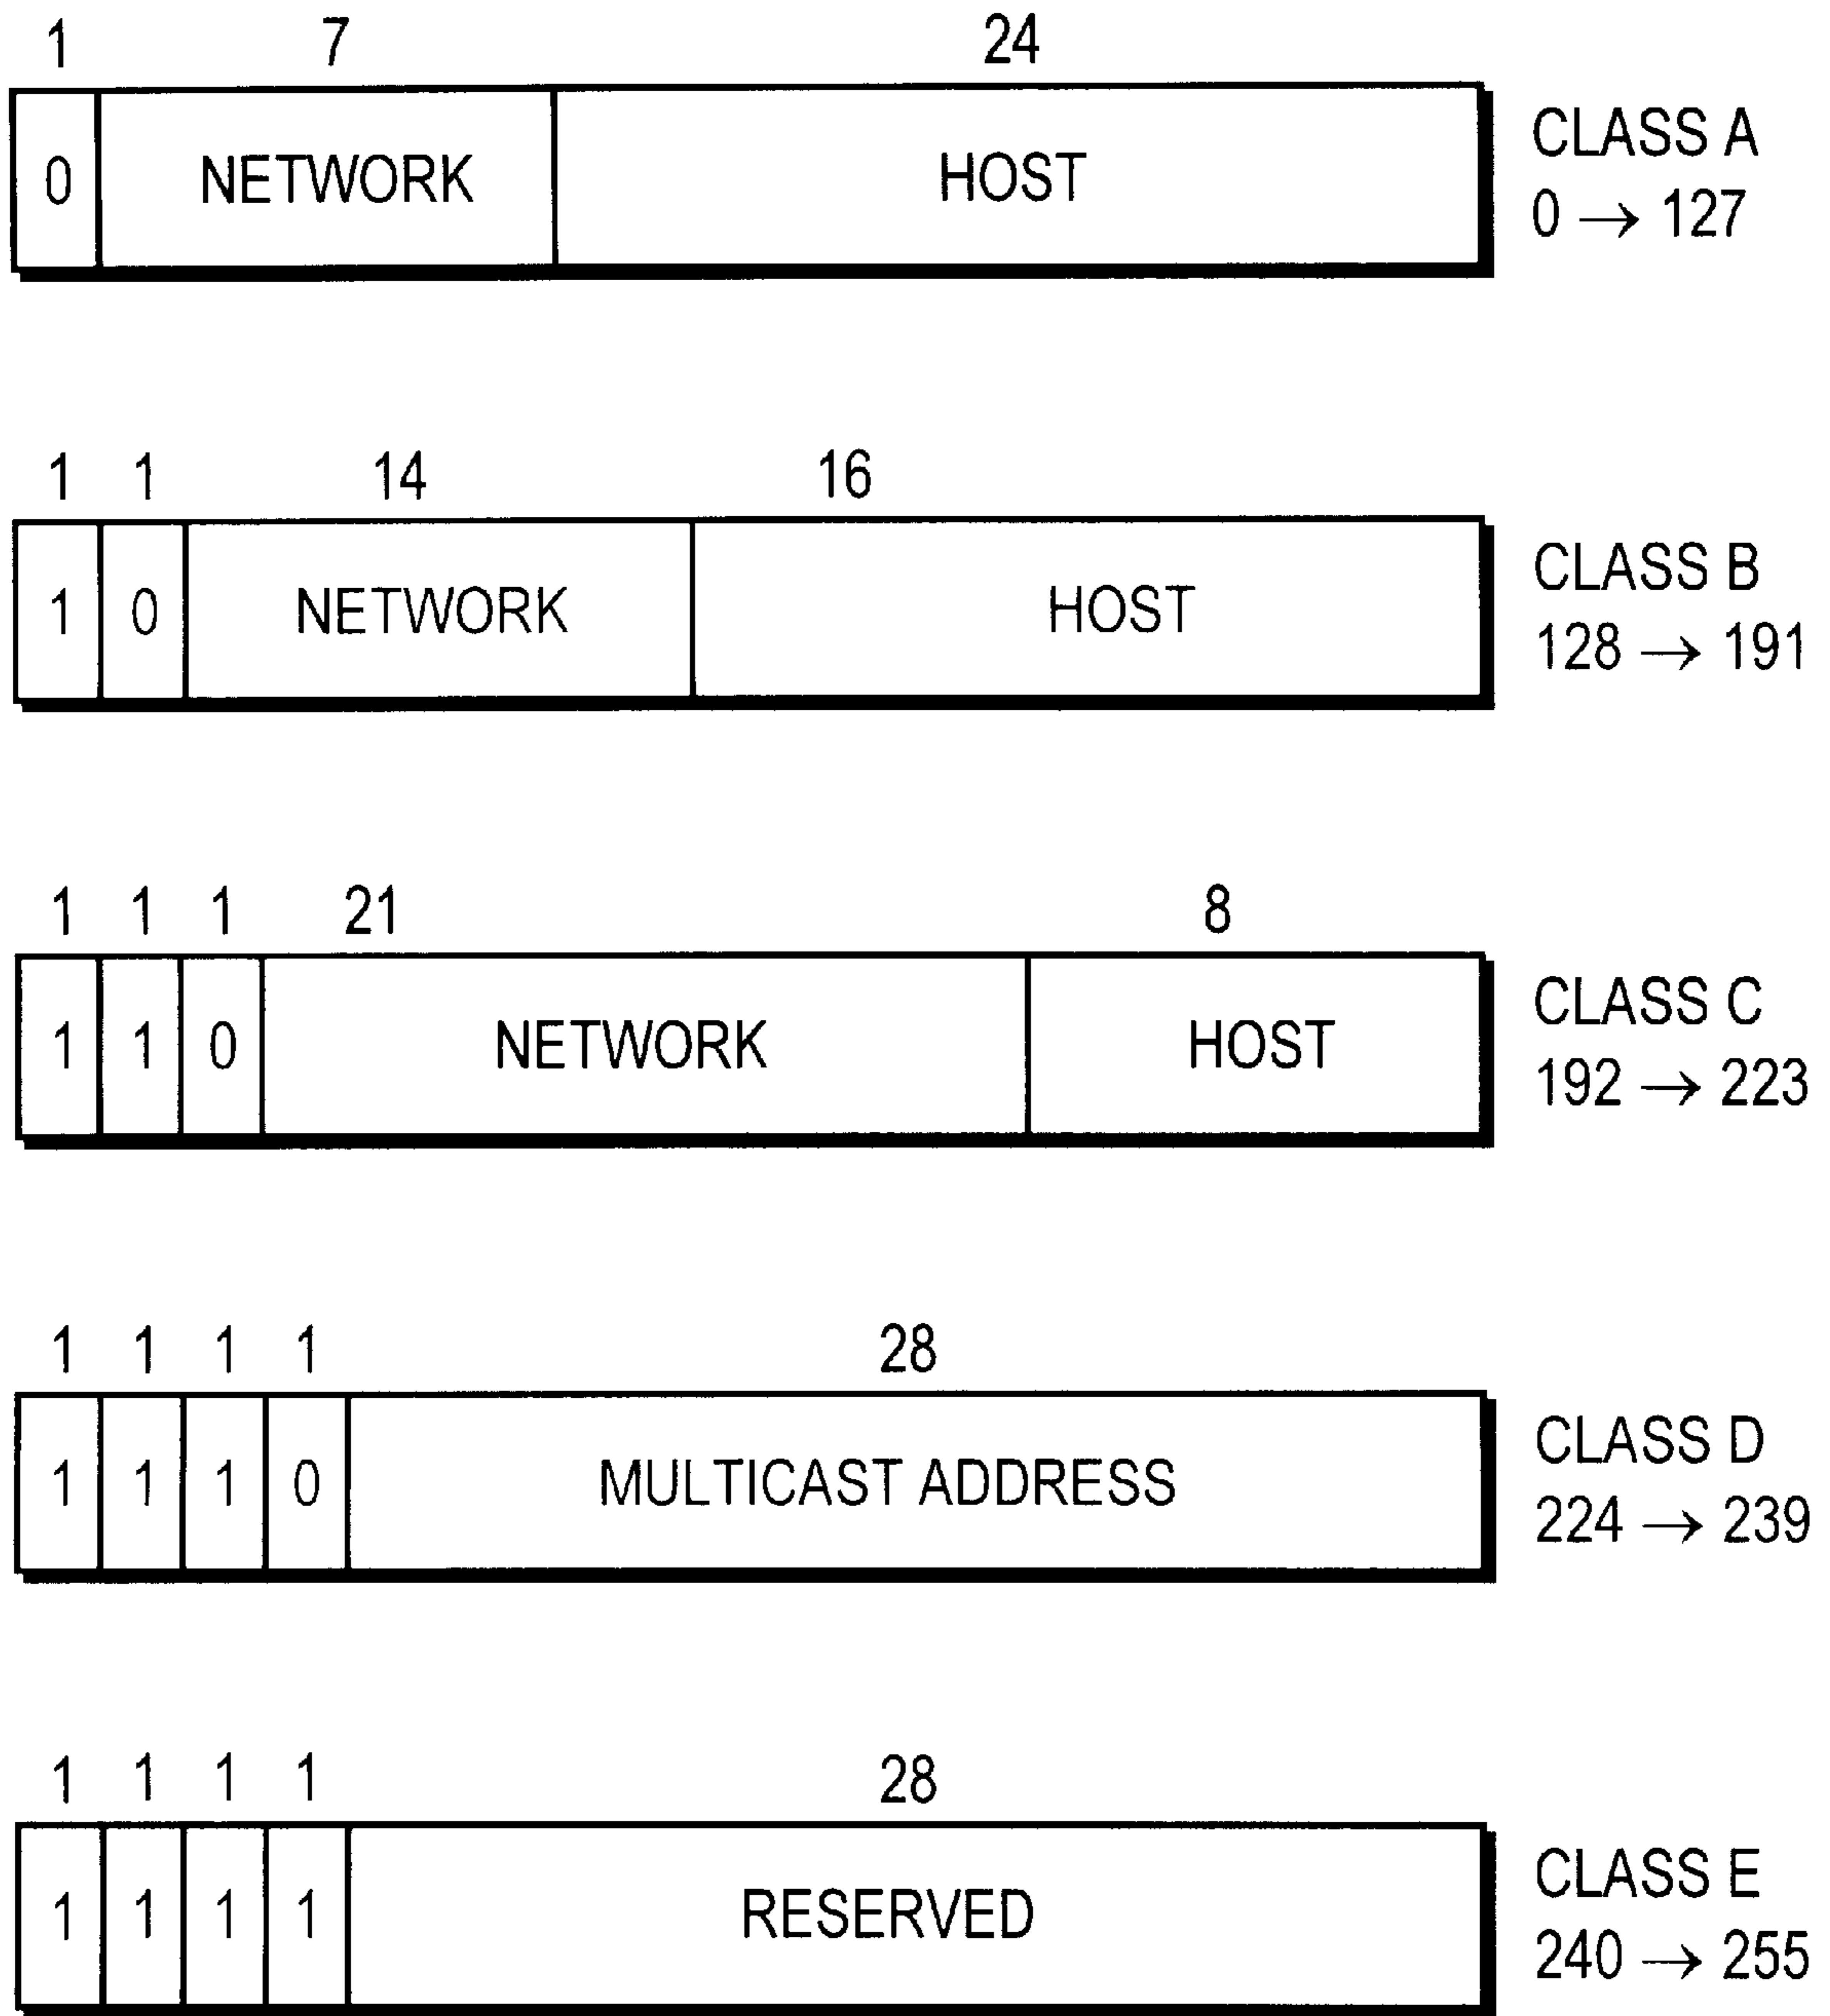 1 7 24
0 NETWORK HOST
CLASS A
0 → 127
1 1 14 16
1 0 NETWORK HOST
CLASS B
128 → 191
1 1 1 21 8
1 1 0 NETWORK HOST
CLASS C
192 → 223
1 1 1 1 28
1 1 1 0 MULTICAST ADDRESS
CLASS D
224 → 239
1 1 1 1 28
1 1 1 1 RESERVED
CLASS E
240 → 255